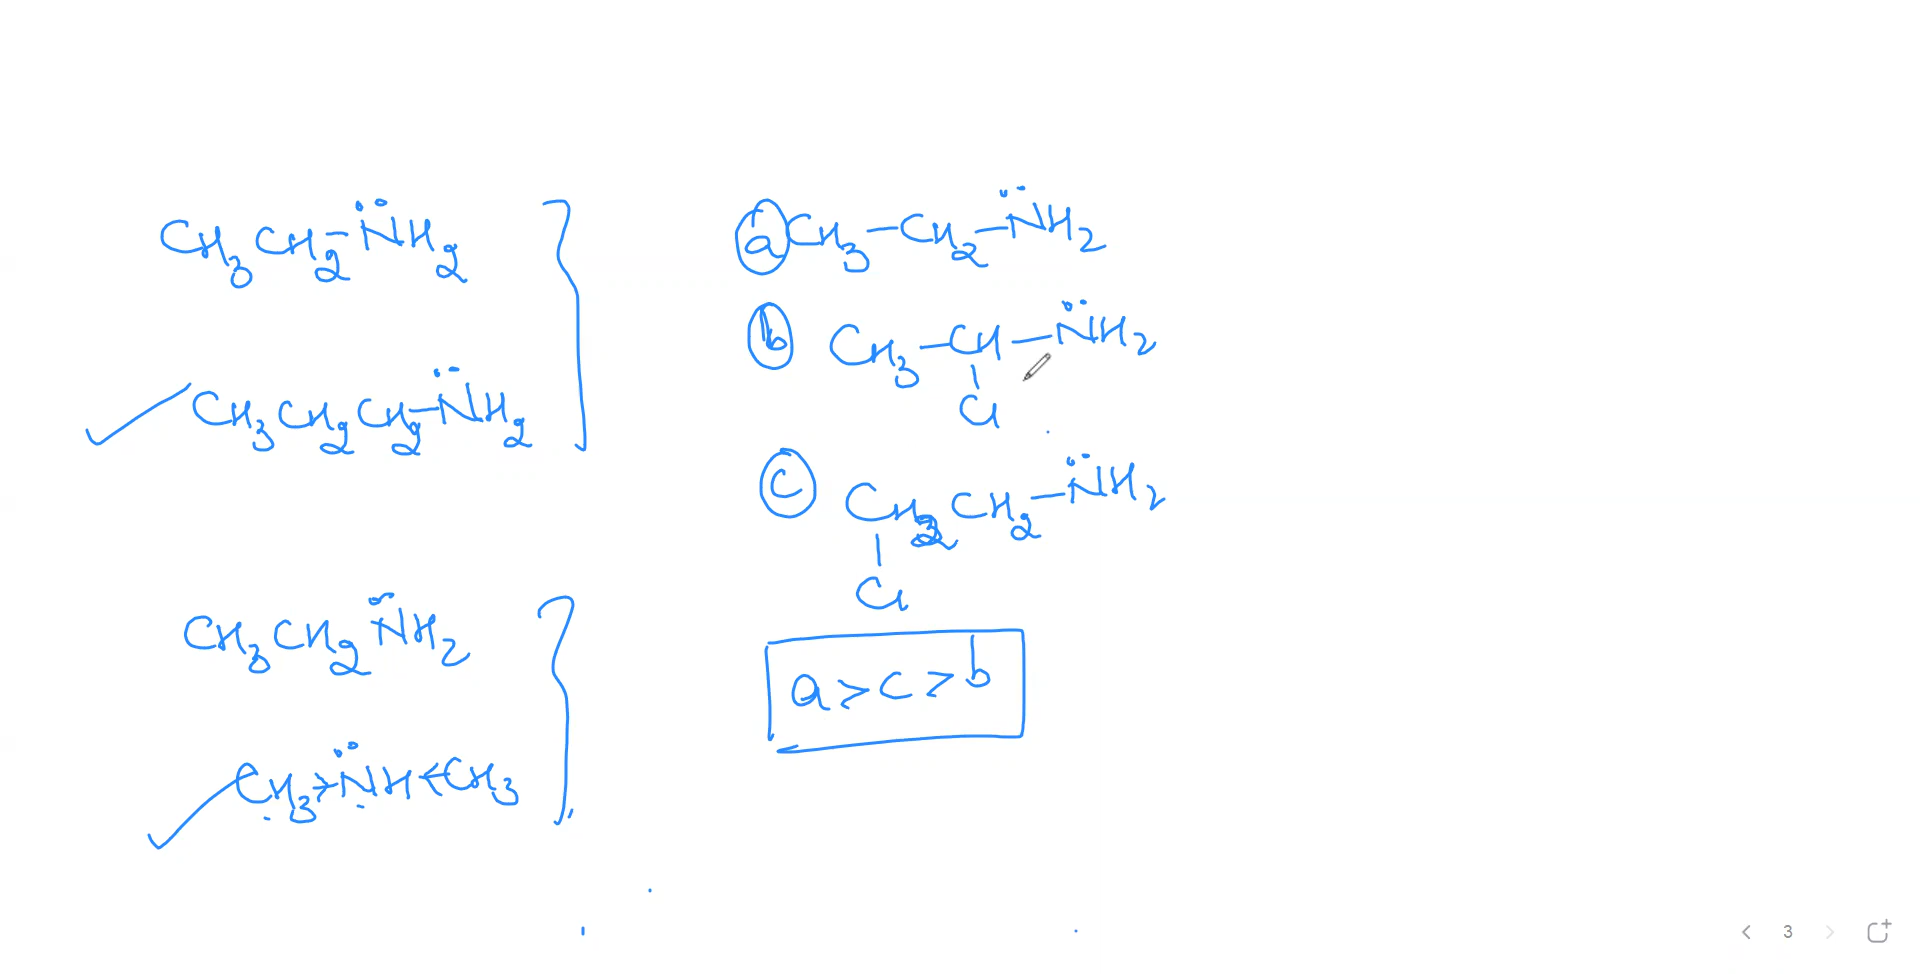 CH3CH2-N̈H2
CH3CH2CH2-N̈H2
CH3CH2N̈H2
CH3>N̈H<CH3
a CH3-CH2-N̈H2
b CH3-CH-N̈H2
Cl
c CH2CH2-N̈H2
Cl
a>c>b
3